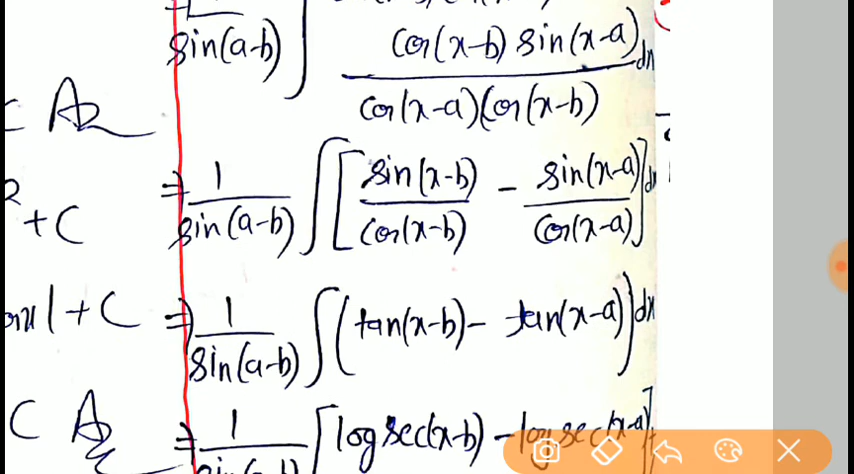 sin(a-b) ∫ cos(x-b) sin(x-a) dx
cos(x-a) cos(x-b)
= A
+ C
⇒ 1/sin(a-b) ∫ [sin(x-b)/cos(x-b) - sin(x-a)/cos(x-a)] dx
| + C
⇒ 1/sin(a-b) ∫ (tan(x-b) - tan(x-a)) dx
C A
⇒ 1/sin(a-b) [log sec(x-b) - log sec(x-a)]